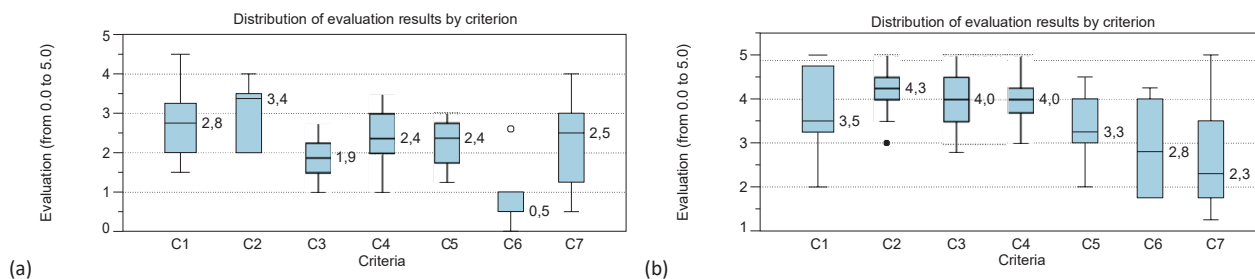 Distribution of evaluation results by criterion
Evaluation (from 0.0 to 5.0)
5
4
3
2
1
0
2,8
3,4
1,9
2,4
2,4
0,5
2,5
C1 C2 C3 C4 C5 C6 C7
Criteria
(a)
Distribution of evaluation results by criterion
Evaluation (from 0.0 to 5.0)
5
4
3
2
1
3,5
4,3
4,0
4,0
3,3
2,8
2,3
C1 C2 C3 C4 C5 C6 C7
Criteria
(b)